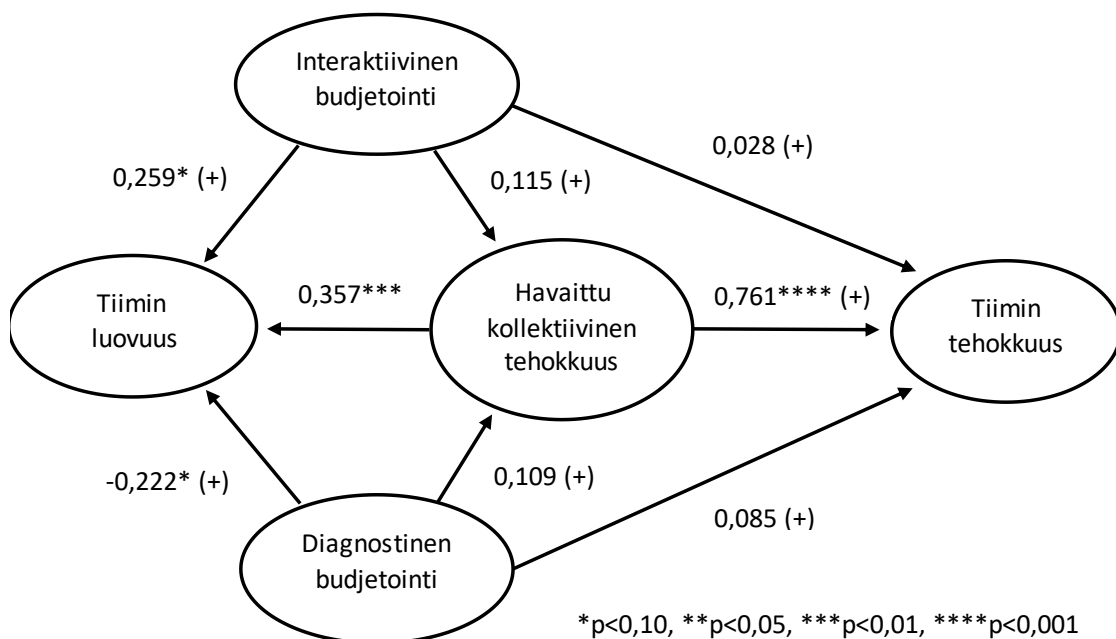 Interaktiivinen
budjetointi
0,028 (+)
0,259* (+)
0,115 (+)
Tiimin
luovuus
0,357***
Havaittu
kollektiivinen
tehokkuus
0,761**** (+)
Tiimin
tehokkuus
-0,222* (+)
0,109 (+)
0,085 (+)
Diagnostinen
budjetointi
*p<0,10, **p<0,05, ***p<0,01, ****p<0,001